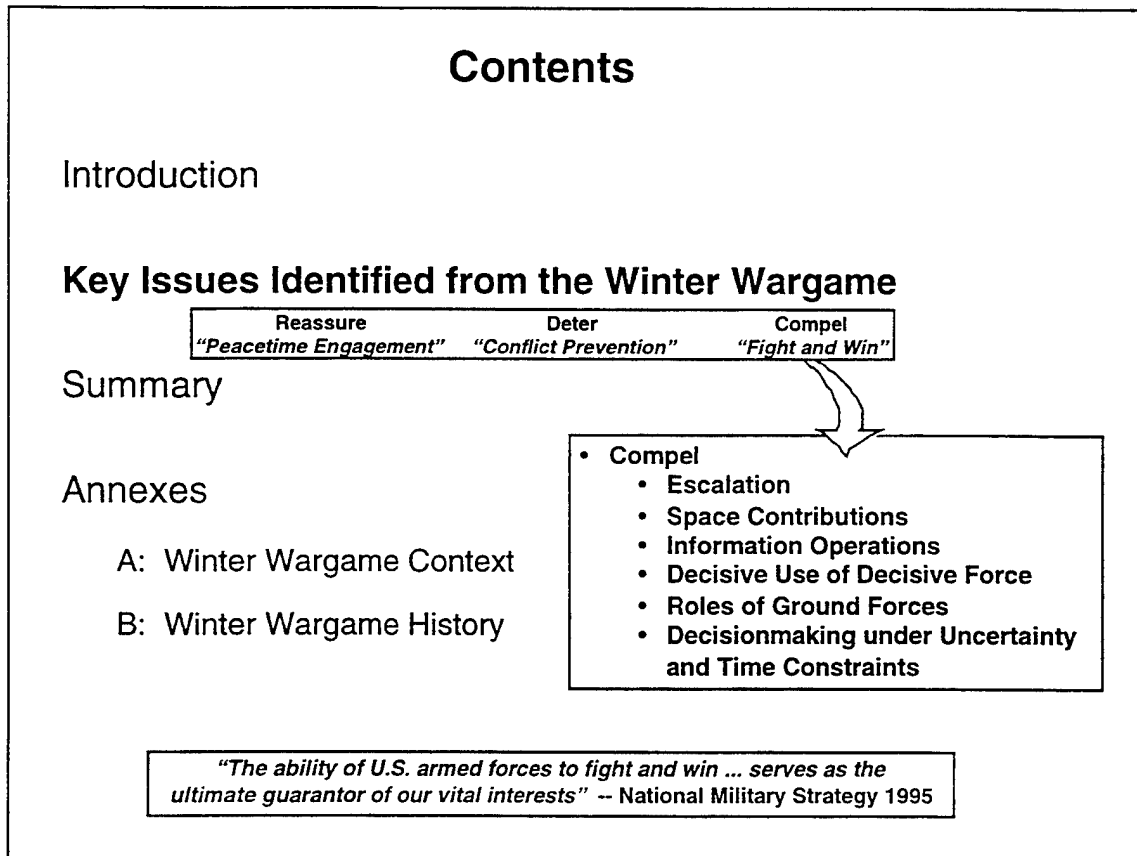 Contents
Introduction
Key Issues Identified from the Winter Wargame
Reassure Deter Compel
“Peacetime Engagement” “Conflict Prevention” “Fight and Win”
Summary
• Compel
• Escalation
• Space Contributions
• Information Operations
• Decisive Use of Decisive Force
• Roles of Ground Forces
• Decisionmaking under Uncertainty
and Time Constraints
Annexes
A: Winter Wargame Context
B: Winter Wargame History
“The ability of U.S. armed forces to fight and win ... serves as the
ultimate guarantor of our vital interests” -- National Military Strategy 1995